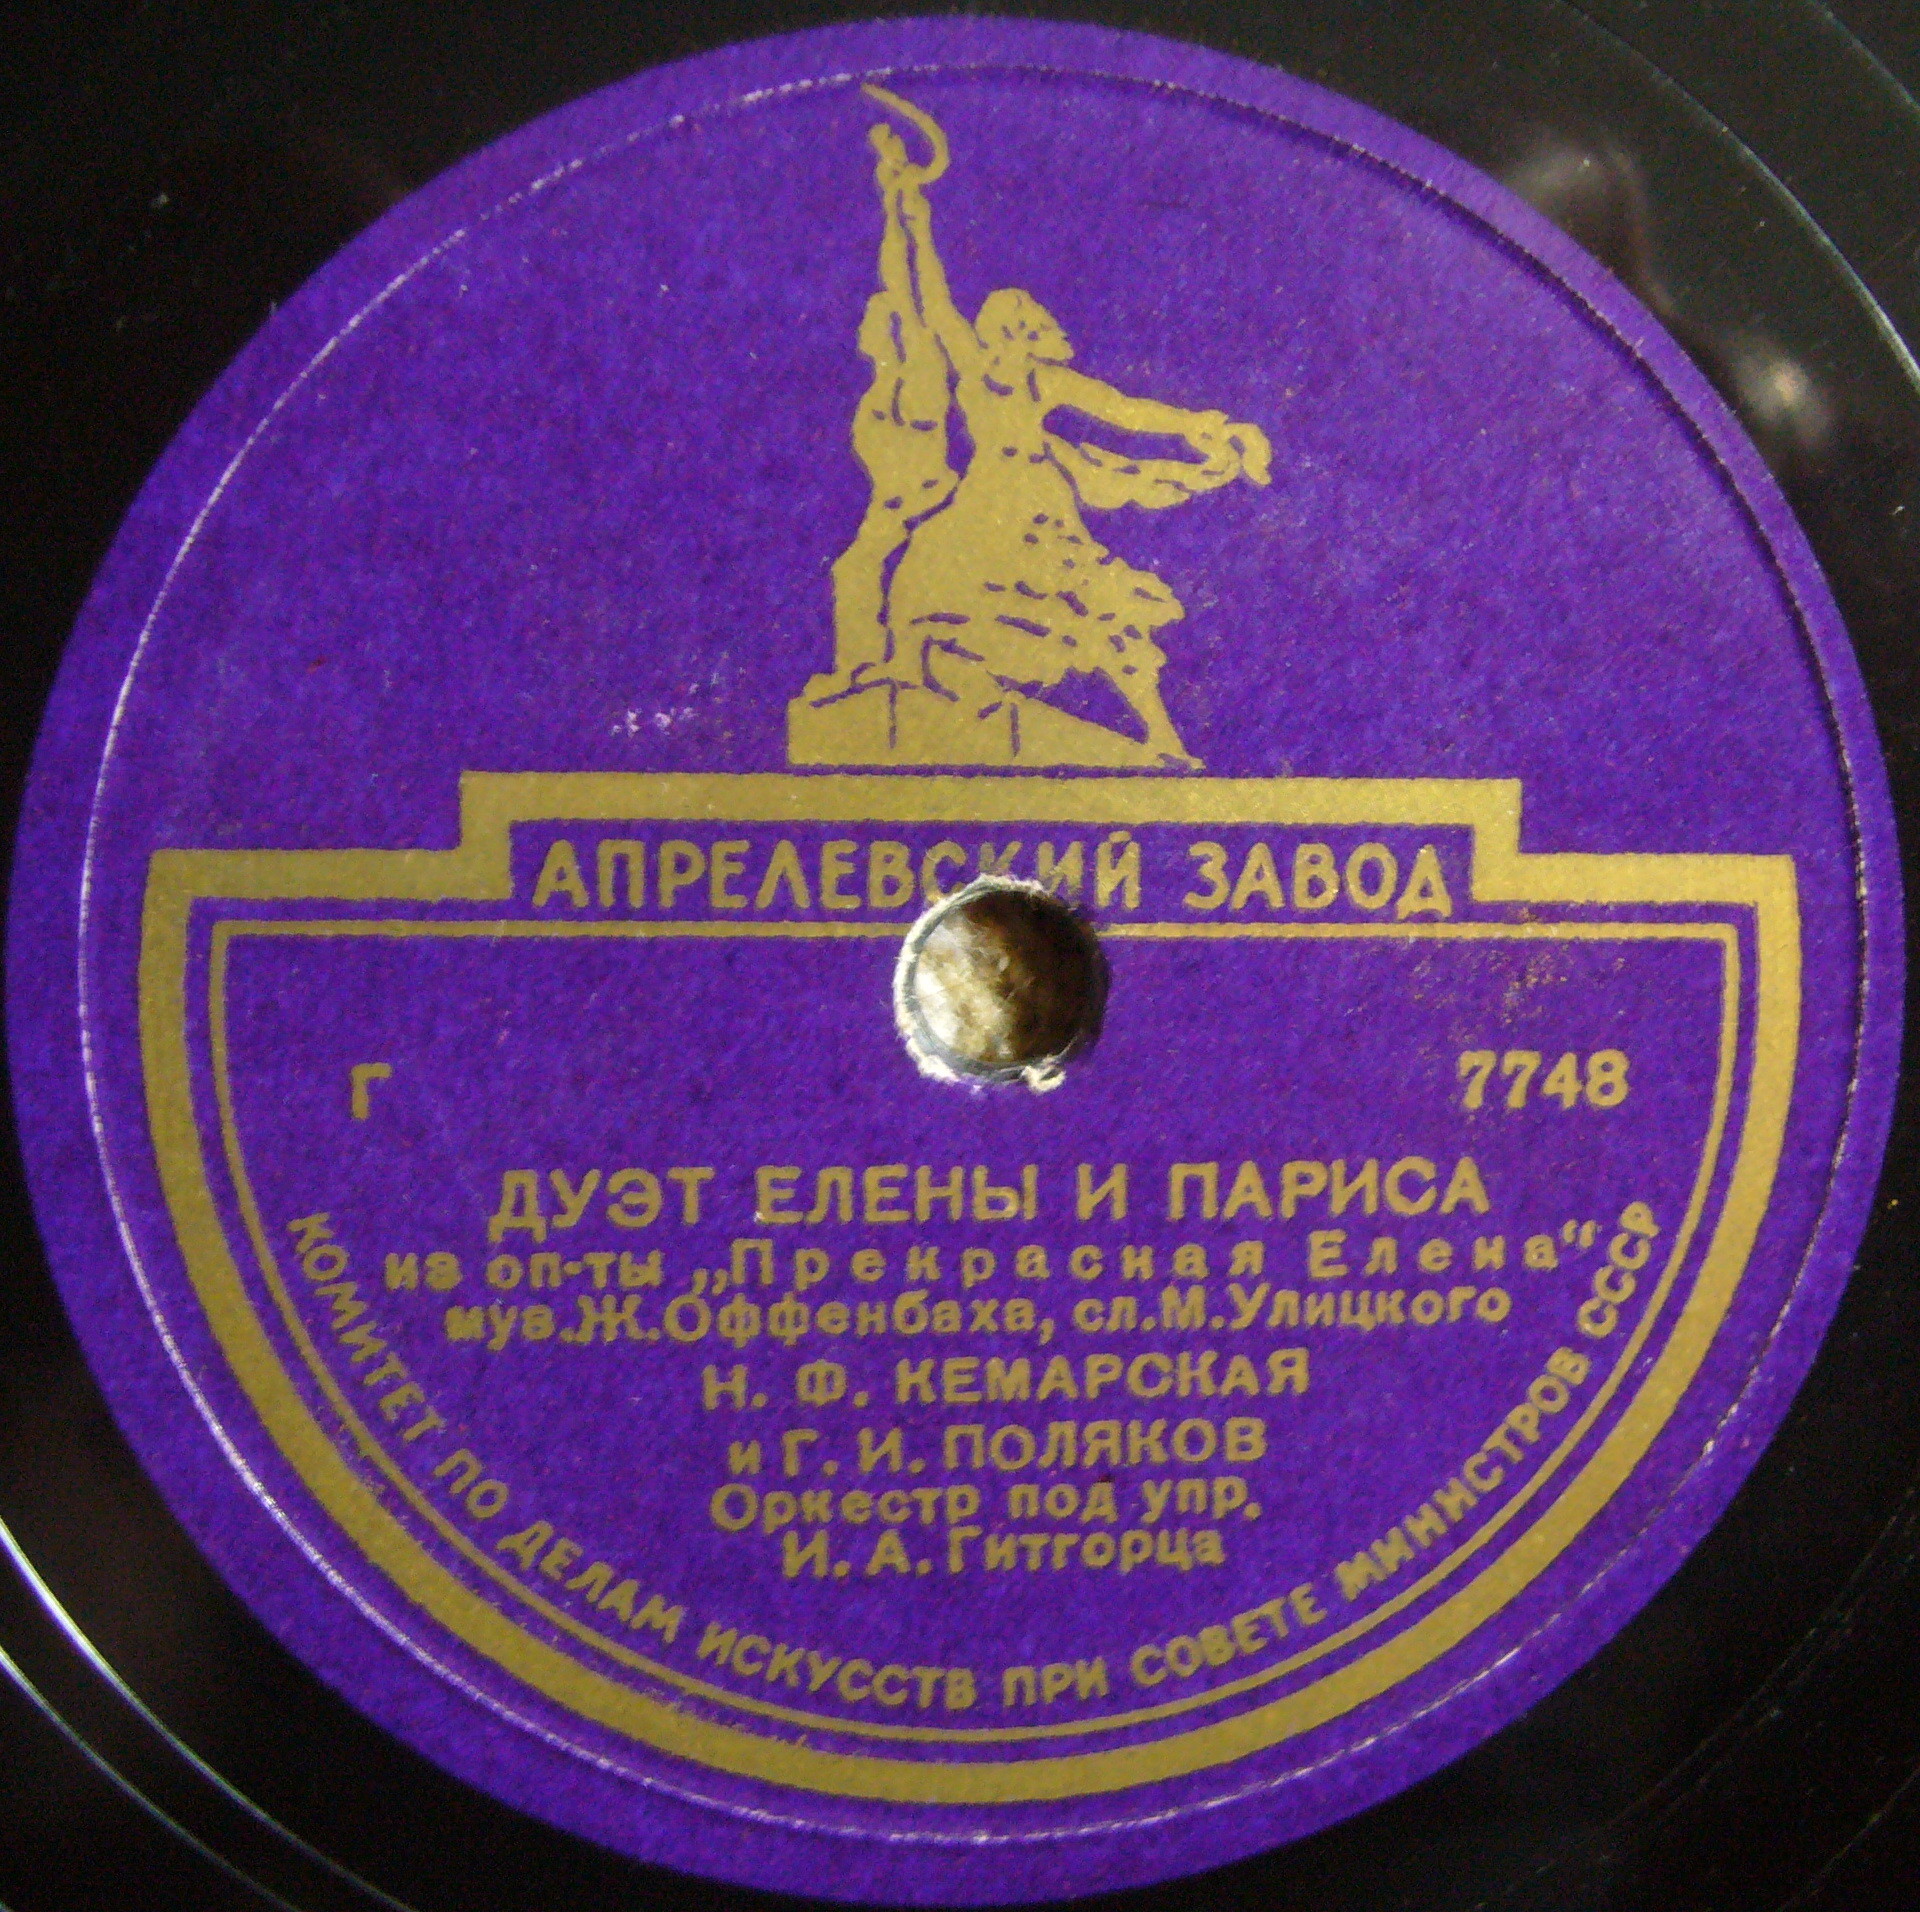 АПРЕЛЕВСКИЙ ЗАВОД
Г 7748
ДУЭТ ЕЛЕНЫ И ПАРИСА
из оп-ты „Прекрасная Елена“
муз.Ж.Оффенбаха, сл.М.Улицкого
Н. Ф. КЕМАРСКАЯ
и Г. И. ПОЛЯКОВ
Оркестр под упр.
И. А. Гитгорца
КОМИТЕТ ПО ДЕЛАМ ИСКУССТВ ПРИ СОВЕТЕ МИНИСТРОВ СССР